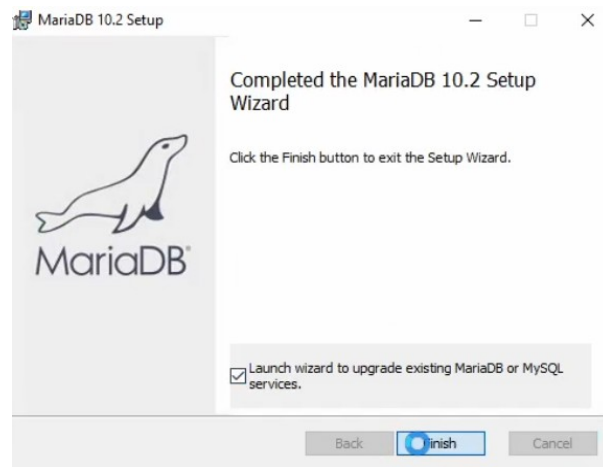 MariaDB 10.2 Setup
Completed the MariaDB 10.2 Setup
Wizard
Click the Finish button to exit the Setup Wizard.
MariaDB
Launch wizard to upgrade existing MariaDB or MySQL
services.
Back Finish Cancel